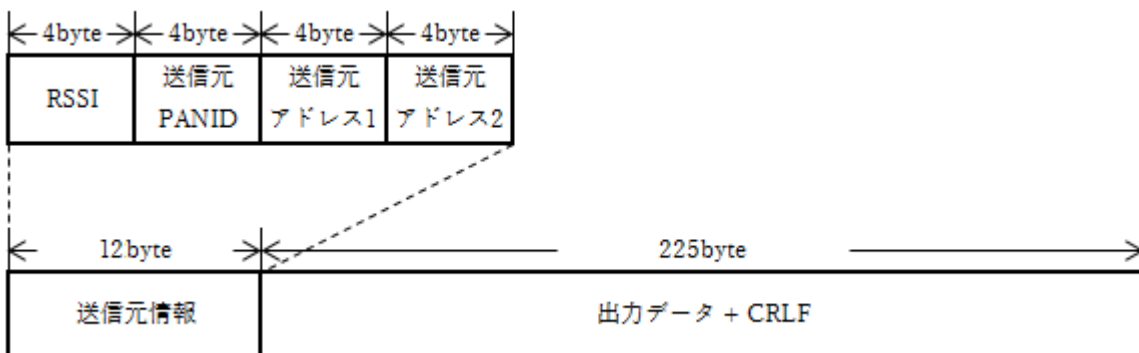 4byte 4byte 4byte 4byte
RSSI
送信元
PANID
送信元
アドレス1
送信元
アドレス2
12byte 225byte
送信元情報 出力データ + CRLF